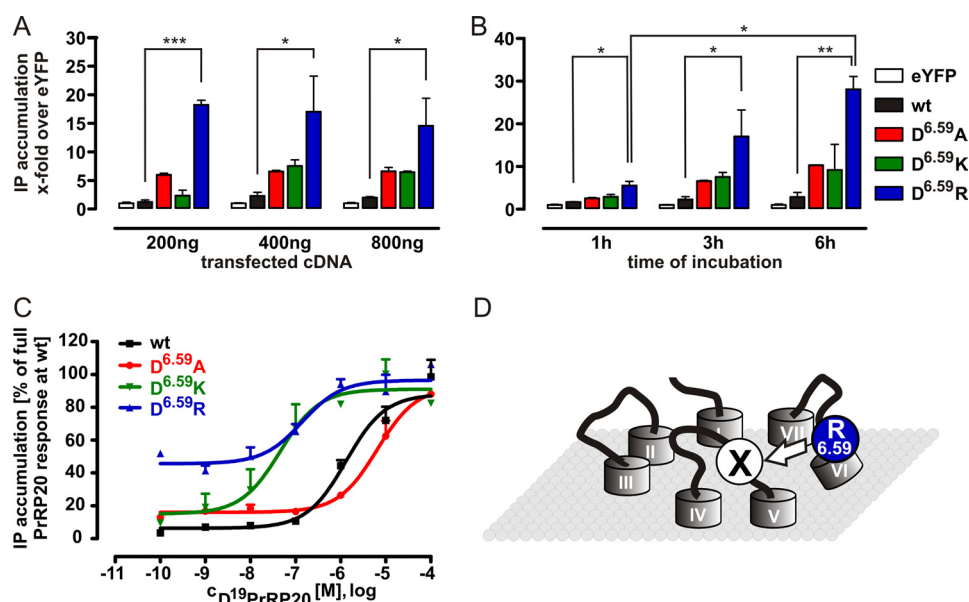 A
IP accumulation
x-fold over eYFP
30
25
20
15
10
5
0
***
*
*
200ng 400ng 800ng
transfected cDNA
B
40
30
20
10
0
*
*
*
**
1h 3h 6h
time of incubation
eYFP
wt
D6.59A
D6.59K
D6.59R
C
IP accumulation [% of full
PrRP20 response at wt]
120
100
80
60
40
20
0
wt
D6.59A
D6.59K
D6.59R
-11 -10 -9 -8 -7 -6 -5 -4
cD19PrRP20 [M], log
D
I
II
III
IV
V
VI
VII
X
R
6.59